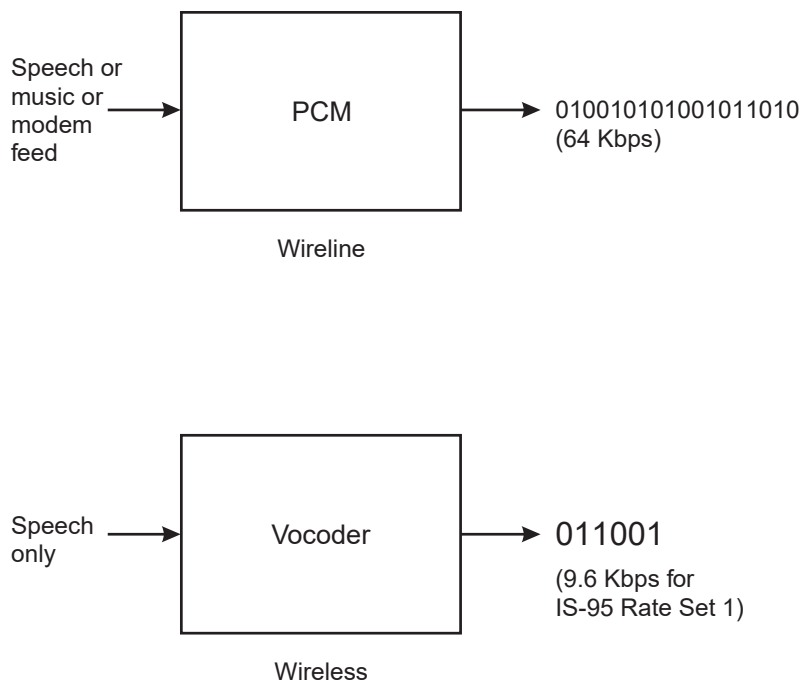 Speech or
music or
modem
feed
PCM
010010101001011010
(64 Kbps)
Wireline
Speech
only
Vocoder
011001
(9.6 Kbps for
IS-95 Rate Set 1)
Wireless